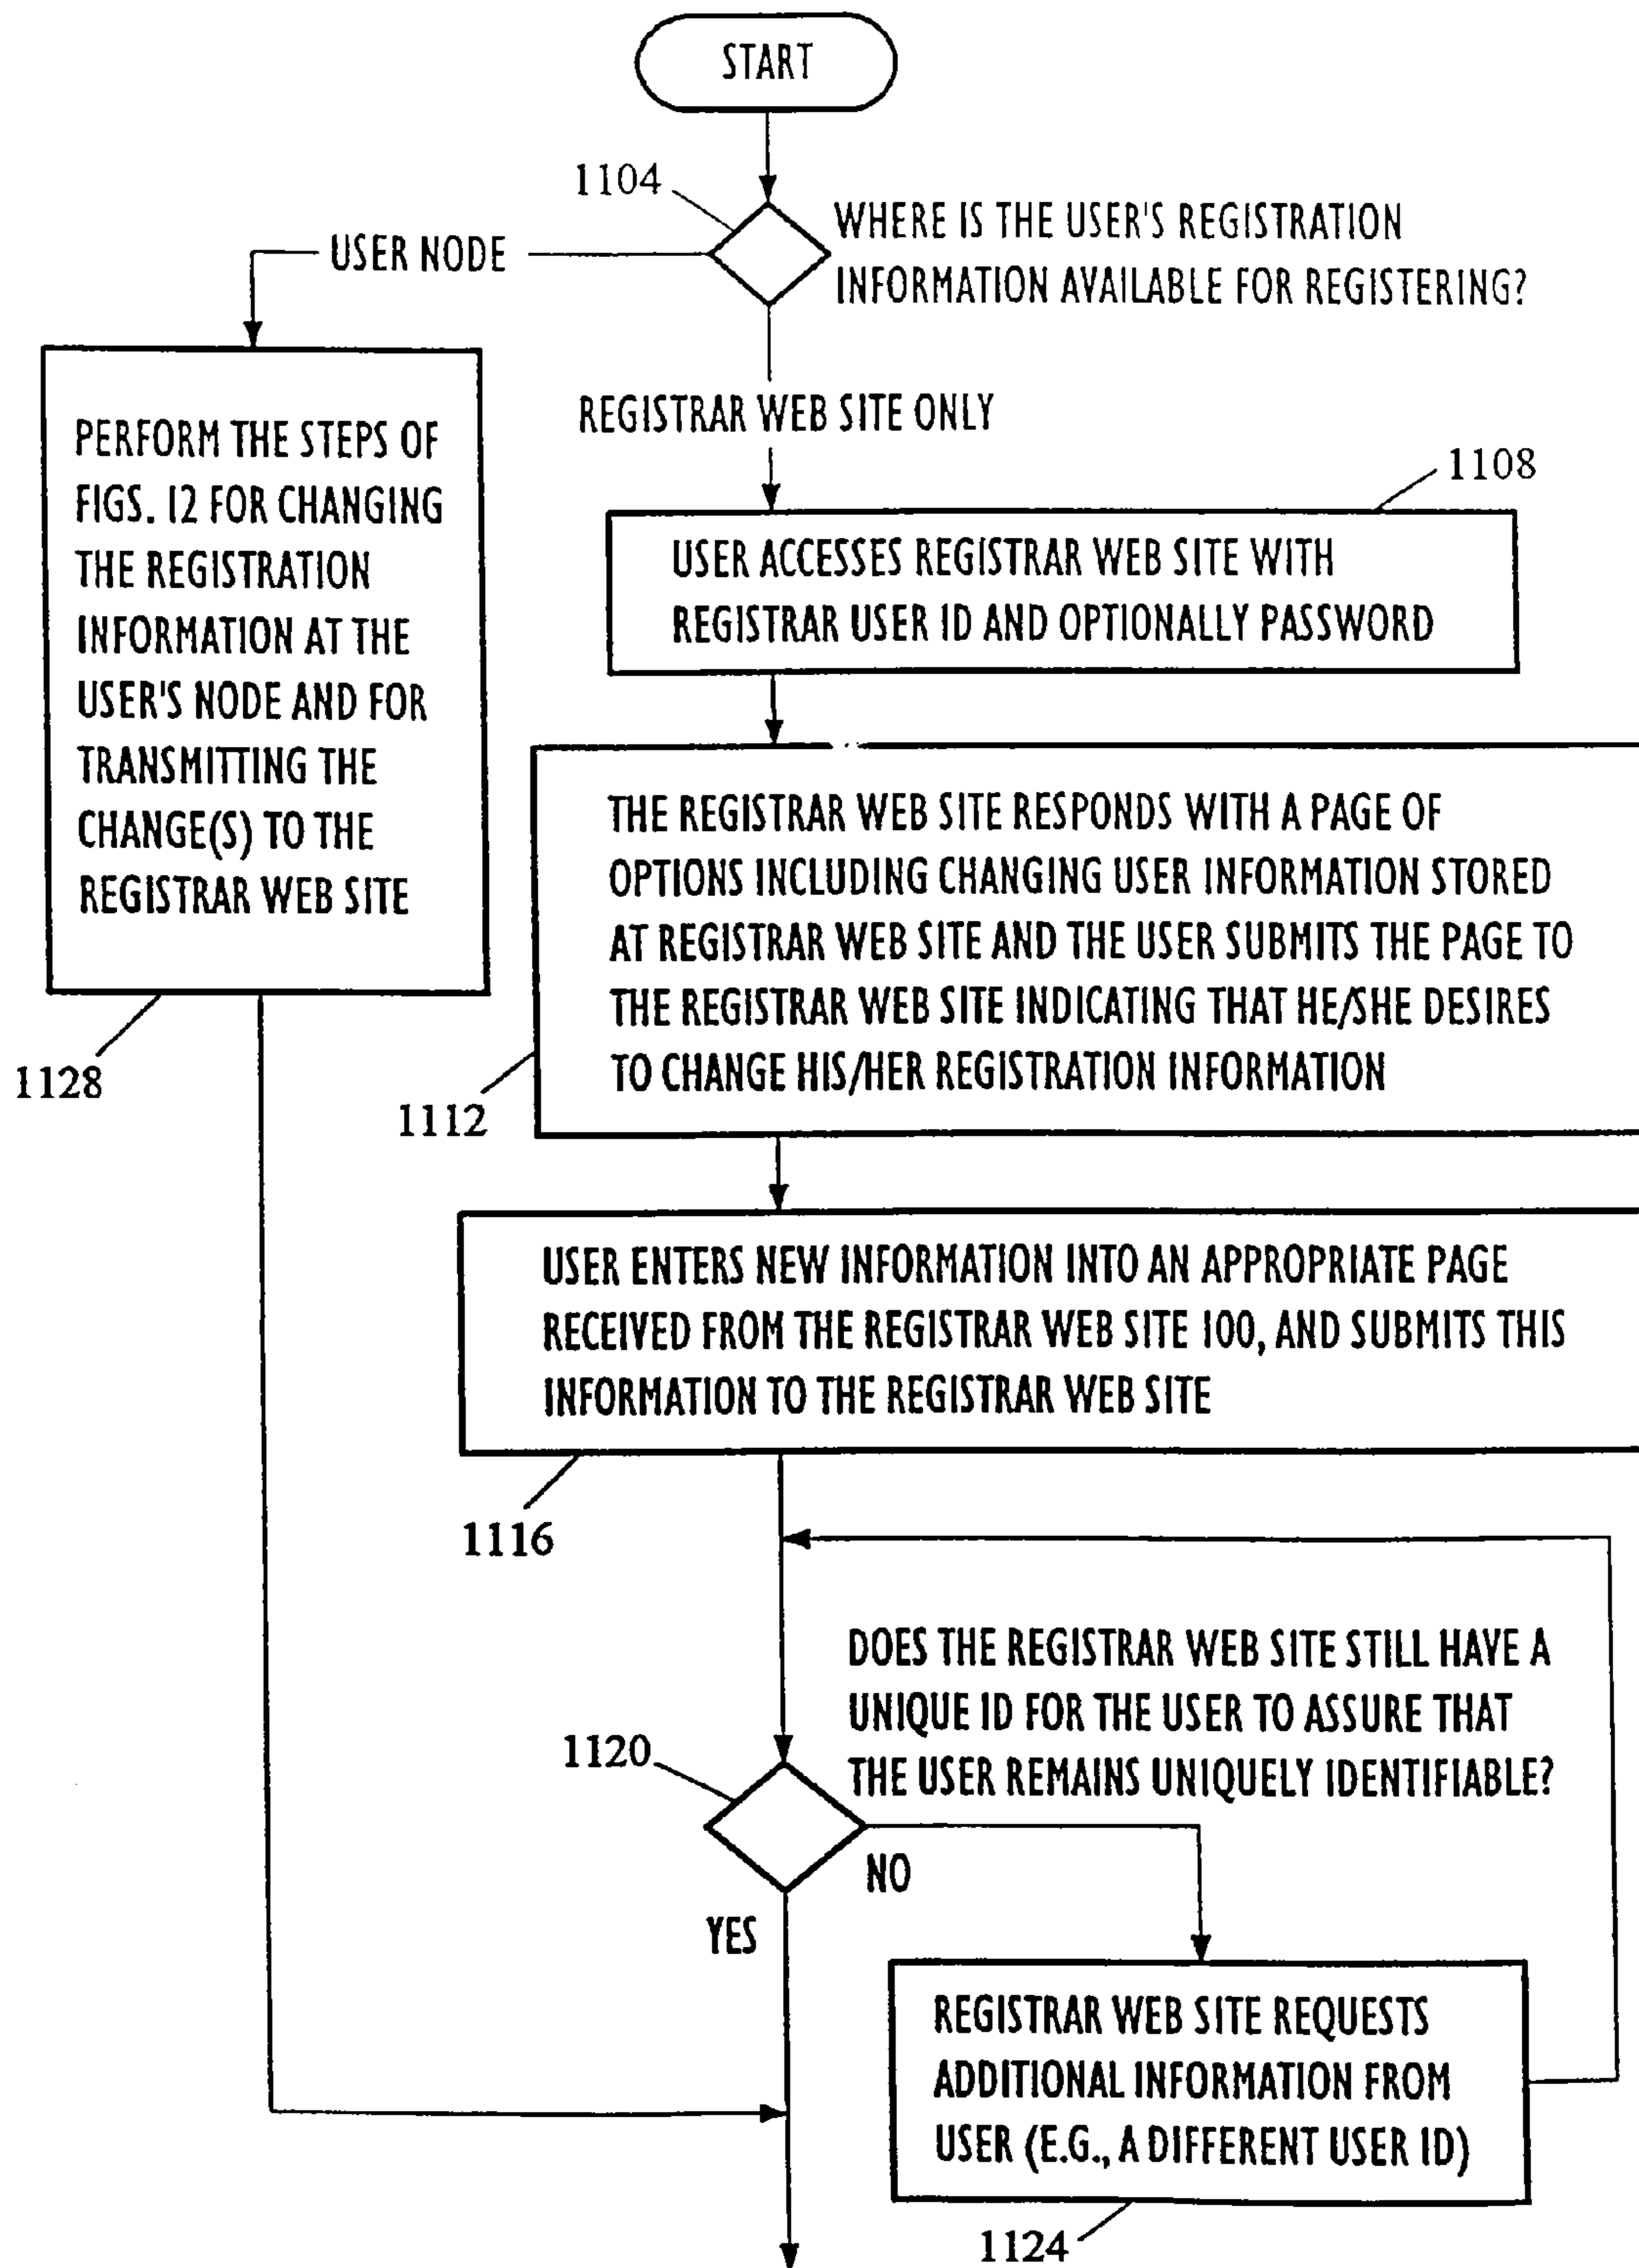 START
1104
WHERE IS THE USER'S REGISTRATION
INFORMATION AVAILABLE FOR REGISTERING?
USER NODE
REGISTRAR WEB SITE ONLY
PERFORM THE STEPS OF
FIGS. 12 FOR CHANGING
THE REGISTRATION
INFORMATION AT THE
USER'S NODE AND FOR
TRANSMITTING THE
CHANGE(S) TO THE
REGISTRAR WEB SITE
1128
1108
USER ACCESSES REGISTRAR WEB SITE WITH
REGISTRAR USER ID AND OPTIONALLY PASSWORD
THE REGISTRAR WEB SITE RESPONDS WITH A PAGE OF
OPTIONS INCLUDING CHANGING USER INFORMATION STORED
AT REGISTRAR WEB SITE AND THE USER SUBMITS THE PAGE TO
THE REGISTRAR WEB SITE INDICATING THAT HE/SHE DESIRES
TO CHANGE HIS/HER REGISTRATION INFORMATION
1112
USER ENTERS NEW INFORMATION INTO AN APPROPRIATE PAGE
RECEIVED FROM THE REGISTRAR WEB SITE 100, AND SUBMITS THIS
INFORMATION TO THE REGISTRAR WEB SITE
1116
DOES THE REGISTRAR WEB SITE STILL HAVE A
UNIQUE ID FOR THE USER TO ASSURE THAT
THE USER REMAINS UNIQUELY IDENTIFIABLE?
1120
NO
YES
REGISTRAR WEB SITE REQUESTS
ADDITIONAL INFORMATION FROM
USER (E.G., A DIFFERENT USER ID)
1124